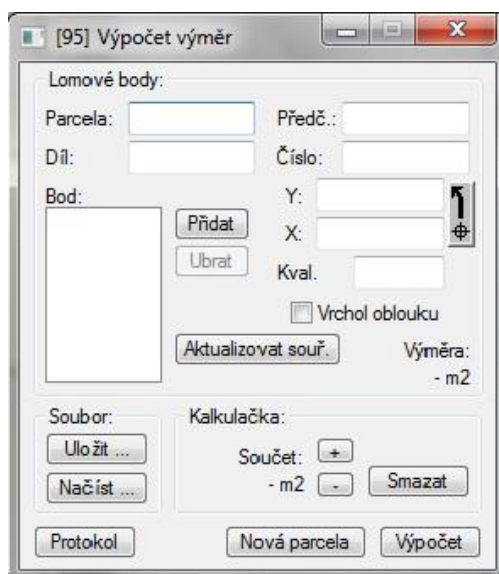 [95] Výpočet výměr
Lomové body:
Parcela:
Předč.:
Díl:
Číslo:
Bod:
Y:
Přidat
X:
Ubrat
Kval.
Vrchol oblouku
Aktualizovat souř.
Výměra:
- m2
Soubor:
Kalkulačka:
Uložit ...
Součet:
+
Načíst ...
- m2
-
Smazat
Protokol
Nová parcela
Výpočet